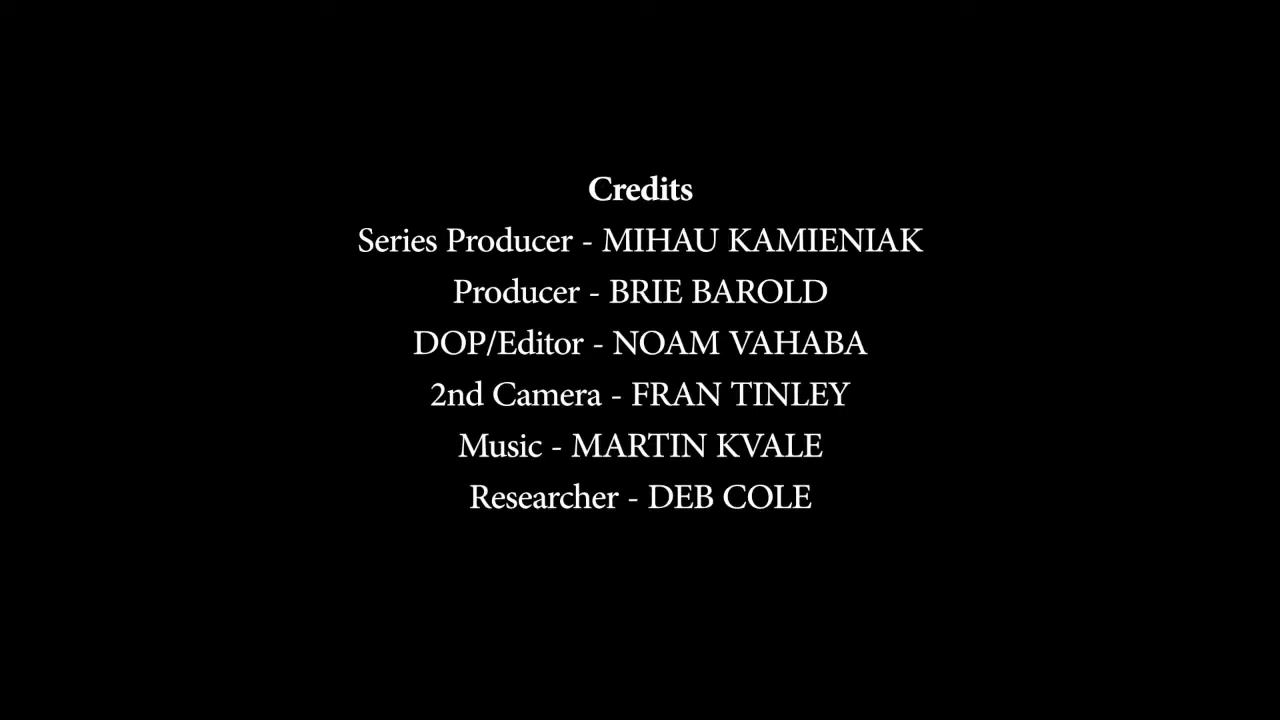 Credits
Series Producer - MIHAU KAMIENIAK
Producer - BRIE BAROLD
DOP/Editor - NOAM VAHABA
2nd Camera - FRAN TINLEY
Music - MARTIN KVALE
Researcher - DEB COLE